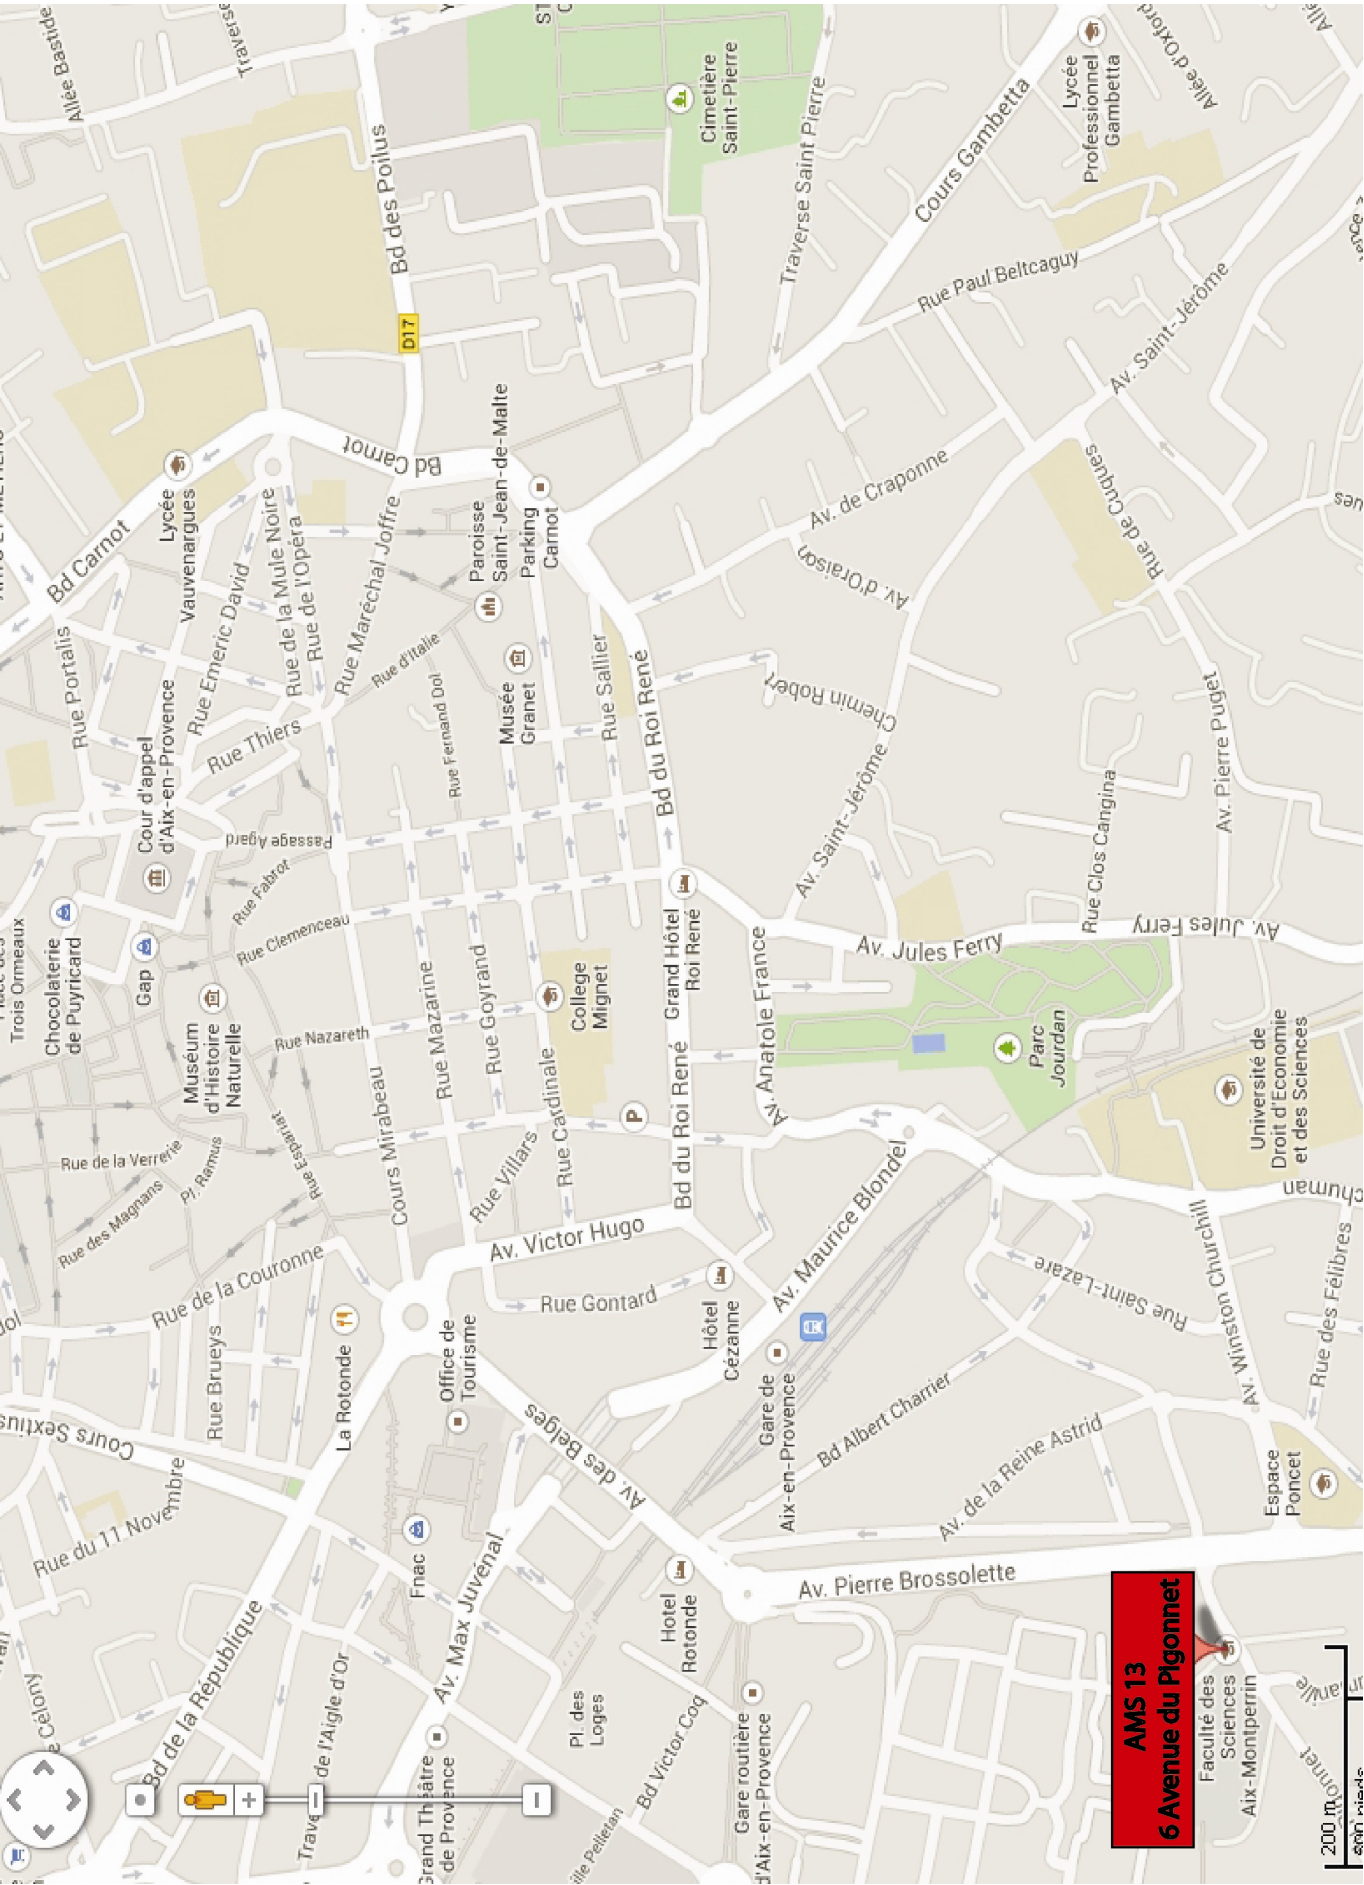 Allée Bastide
Traverse
Cimetière
Saint-Pierre
Lycée
Professionnel
Gambetta
Allée d'Oxford
Traverse Saint Pierre
Cours Gambetta
Bd des Poilus
D17
Rue Paul Beltcaguy
Av. Saint-Jérôme
Bd Carnot
Bd Carnot
Lycée
Vauvenargues
Paroisse
Saint-Jean-de-Malte
Parking
Carnot
Av. de Craponne
Av. d'Oraison
Rue de Cuques
Rue Portalis
Rue Emeric David
Rue de la Mule Noire
Rue de l'Opéra
Rue Maréchal Joffre
Rue d'Italie
Rue Fernand Dol
Musée
Granet
Rue Sallier
Bd du Roi René
Chemin Robert
Av. Saint-Jérôme
Rue Clos Cangina
Av. Pierre Puget
Cour d'appel
d'Aix-en-Provence
Rue Thiers
Passage Agard
Rue Fabrot
Rue Clemenceau
Trois Ormeaux
Chocolaterie
de Puyricard
Gap
Muséum
d'Histoire
Naturelle
Rue Nazareth
Rue Mazarine
Rue Goyrand
College
Mignet
Grand Hôtel
Roi René
Bd du Roi René
Av. Anatole France
Av. Jules Ferry
Av. Jules Ferry
Parc
Jourdan
Université de
Droit d'Economie
et des Sciences
Rue de la Verrerie
Rue des Magnans
Pl. Ramus
Rue Espariat
Cours Mirabeau
Rue Villars
Rue Cardinale
P
Av. Victor Hugo
Rue Gontard
Hôtel
Cézanne
Av. Maurice Blondel
Rue Saint-Lazare
Av. Winston Churchill
Rue des Félibres
Rue de la Couronne
Rue Brueys
La Rotonde
Office de
Tourisme
Av. des Belges
Gare de
Aix-en-Provence
Bd Albert Charrier
Av. de la Reine Astrid
Espace
Poncet
Cours Sextius
Rue du 11 Novembre
Fnac
Bd de la République
Av. Max Juvénal
Hotel
Rotonde
Av. Pierre Brossolette
de l'Aigle d'Or
Grand Théâtre
de Provence
Pl. des
Loges
Bd Victor Coq
Gare routière
d'Aix-en-Provence
AMS 13
6 Avenue du PIgonnet
Faculté des
Sciences
Aix-Montperrin
200 m